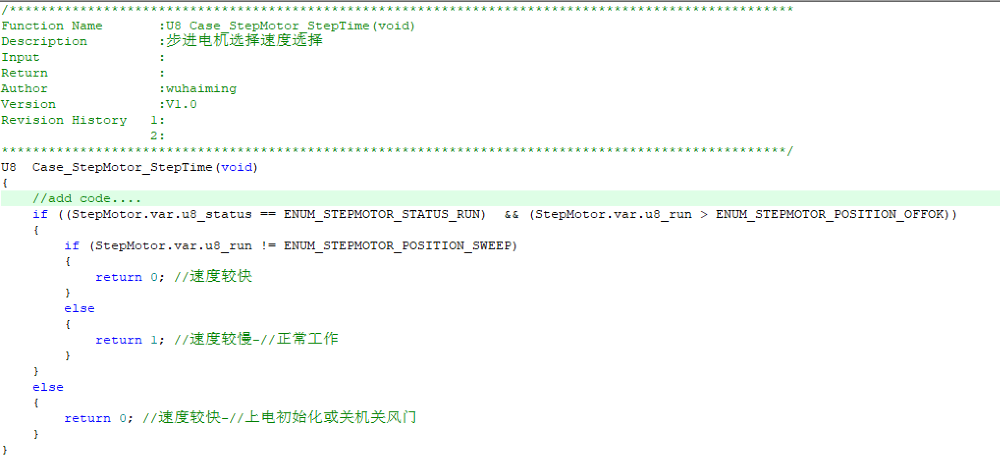 /****************************************************************************************************
Function Name       :U8 Case_StepMotor_StepTime(void)
Description         :步进电机选择速度选择
Input               :
Return              :
Author              :wuhaiming
Version             :V1.0
Revision History   1:
                   2:
****************************************************************************************************/
U8  Case_StepMotor_StepTime(void)
{
    //add code....
    if ((StepMotor.var.u8_status == ENUM_STEPMOTOR_STATUS_RUN)  && (StepMotor.var.u8_run > ENUM_STEPMOTOR_POSITION_OFFOK))
    {
        if (StepMotor.var.u8_run != ENUM_STEPMOTOR_POSITION_SWEEP)
        {
            return 0; //速度较快
        }
        else
        {
            return 1; //速度较慢-//正常工作
        }
    }
    else
    {
        return 0; //速度较快-//上电初始化或关机关风门
    }
}